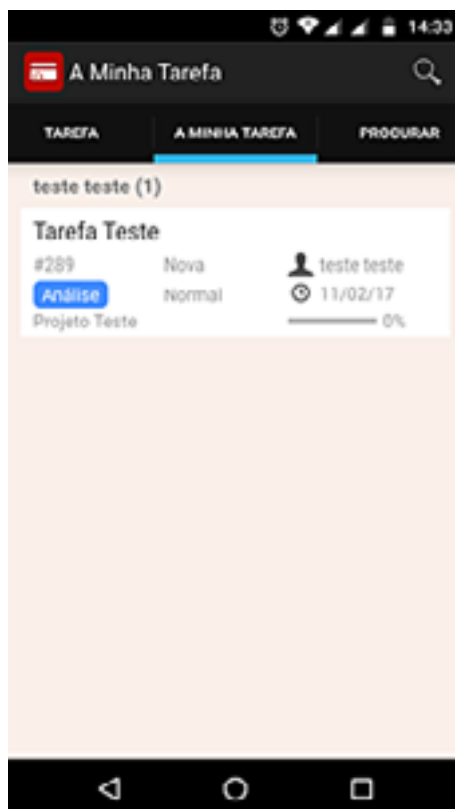 14:33
A Minha Tarefa
TAREFA A MINHA TAREFA PROCURAR
teste teste (1)
Tarefa Teste
#289 Nova teste teste
Análise Normal 11/02/17
Projeto Teste 0%